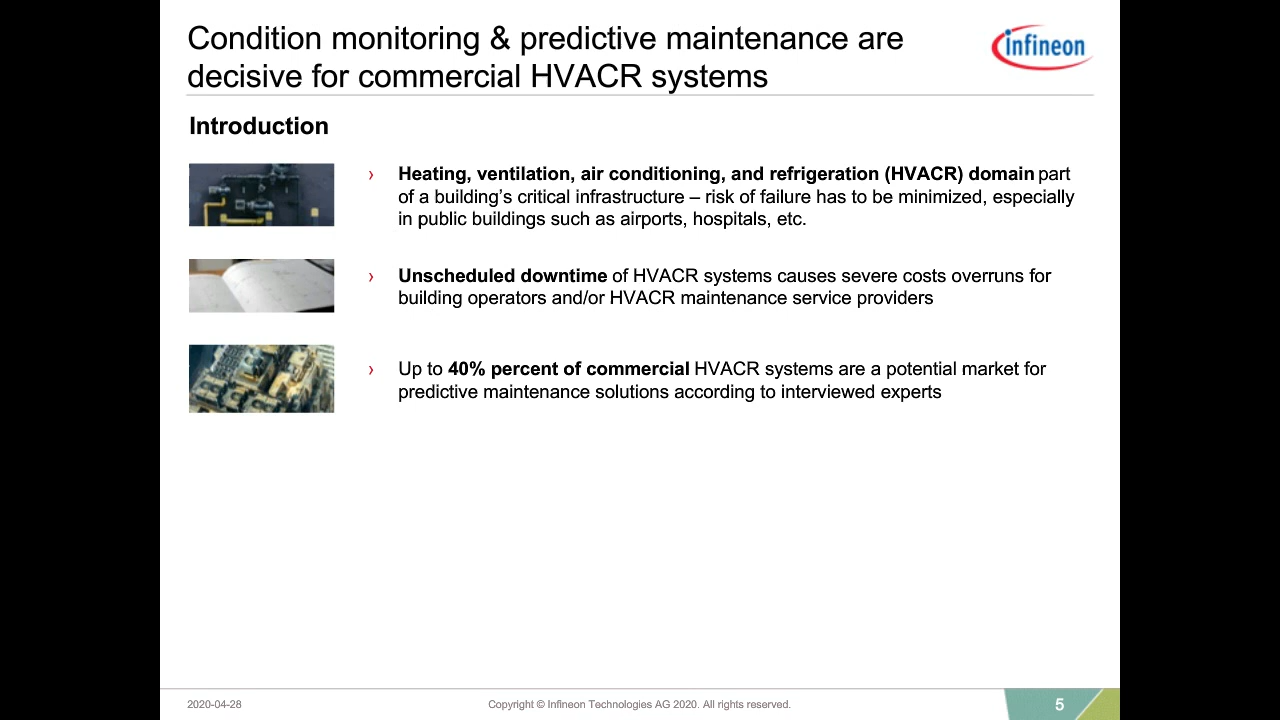 Condition monitoring & predictive maintenance are
decisive for commercial HVACR systems
infineon
Introduction
› Heating, ventilation, air conditioning, and refrigeration (HVACR) domain part
of a building’s critical infrastructure – risk of failure has to be minimized, especially
in public buildings such as airports, hospitals, etc.
› Unscheduled downtime of HVACR systems causes severe costs overruns for
building operators and/or HVACR maintenance service providers
› Up to 40% percent of commercial HVACR systems are a potential market for
predictive maintenance solutions according to interviewed experts
2020-04-28
Copyright © Infineon Technologies AG 2020. All rights reserved.
5